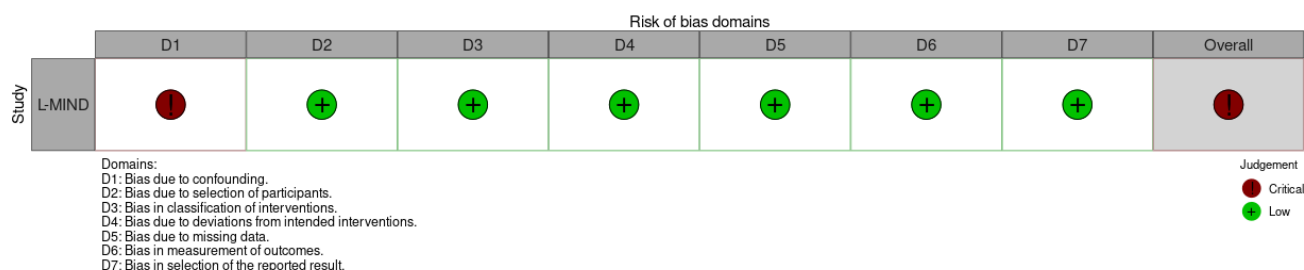 Risk of bias domains
D1 D2 D3 D4 D5 D6 D7 Overall
Study
L-MIND ! + + + + + + !
Domains:
D1: Bias due to confounding.
D2: Bias due to selection of participants.
D3: Bias in classification of interventions.
D4: Bias due to deviations from intended interventions.
D5: Bias due to missing data.
D6: Bias in measurement of outcomes.
D7: Bias in selection of the reported result.
Judgement
! Critical
+ Low